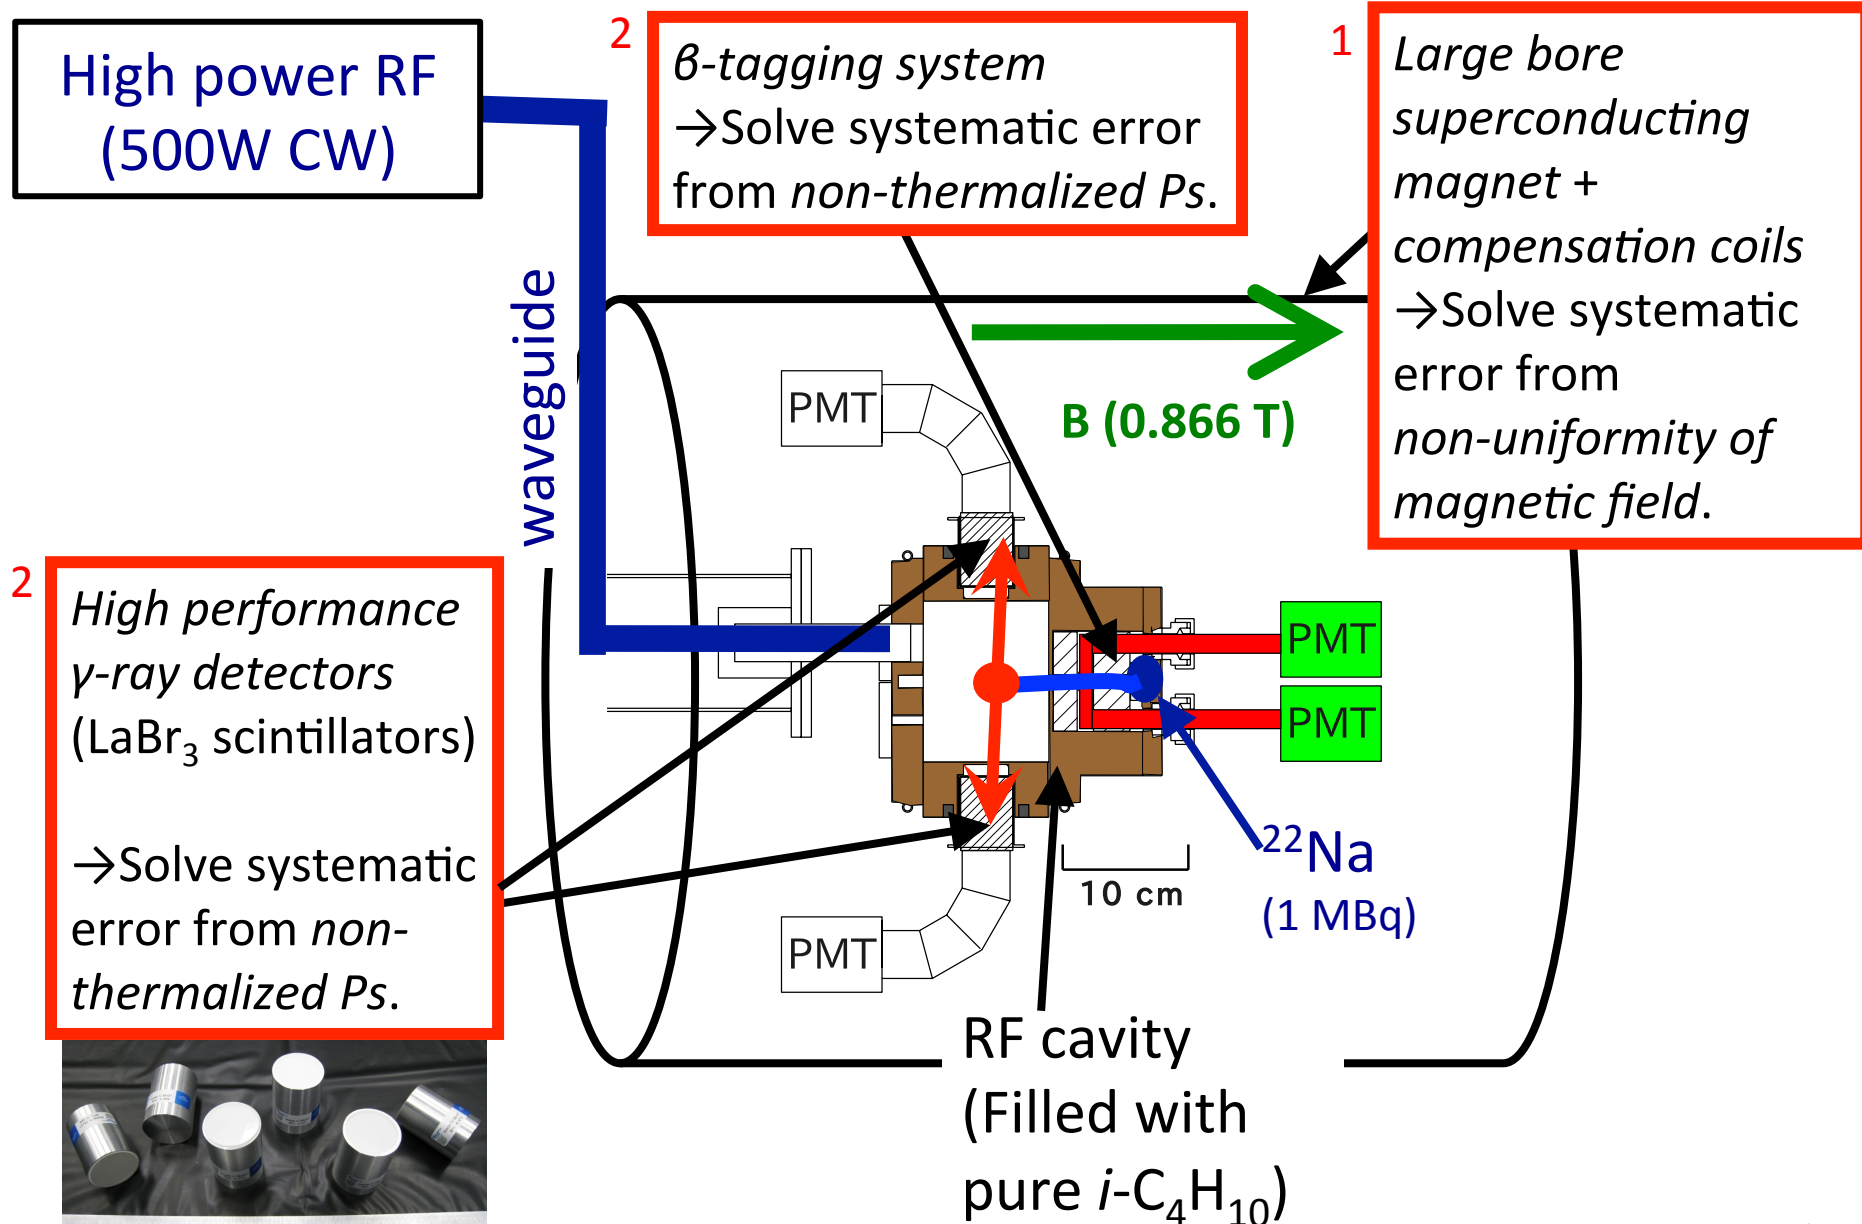 High power RF
(500W CW)
2
β-tagging system
→Solve systematic error
from non-thermalized Ps.
1
Large bore
superconducting
magnet +
compensation coils
→Solve systematic
error from
non-uniformity of
magnetic field.
waveguide
B (0.866 T)
PMT
2
High performance
γ-ray detectors
(LaBr3 scintillators)
→Solve systematic
error from non-
thermalized Ps.
PMT
PMT
PMT
10 cm
22Na
(1 MBq)
RF cavity
(Filled with
pure i-C4H10)